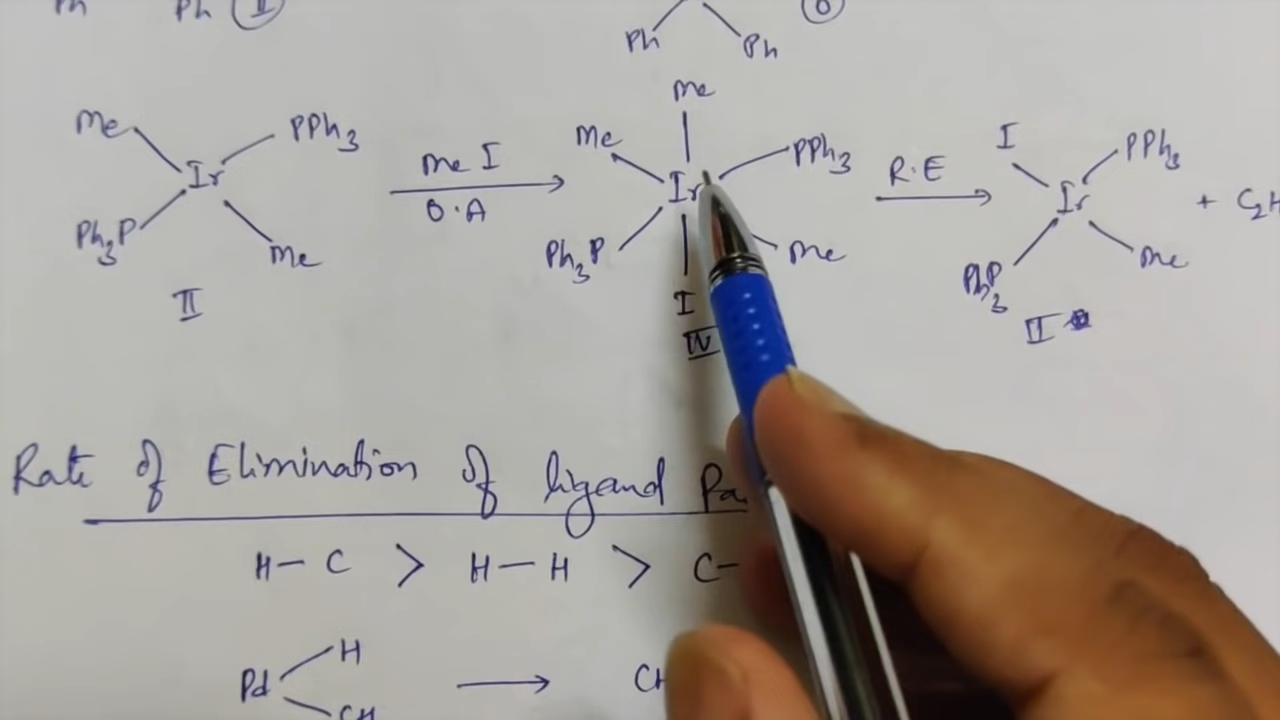 Ph Ph II
Ph Ph 0
Me PPh3 Ir Ph3P Me
II
Me I
O.A
Me Me PPh3 Ir Ph3P Me I
IV
R.E
I PPh3 Ir Ph3P Me
II
+ C2H
Rate of Elimination of ligand Pa
H-C > H-H > C-
Pd H CH → CH